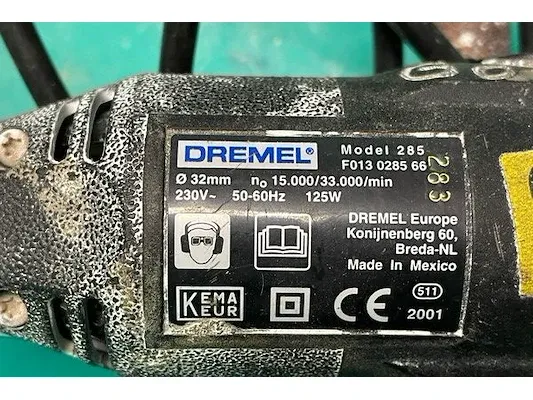 DREMEL®
Model 285
F013 0285 66
283
Ø 32mm no 15.000/33.000/min
230V~ 50-60Hz 125W
DREMEL Europe
Konijnenberg 60,
Breda-NL
Made In Mexico
KEMA
KEUR
CE
511
2001